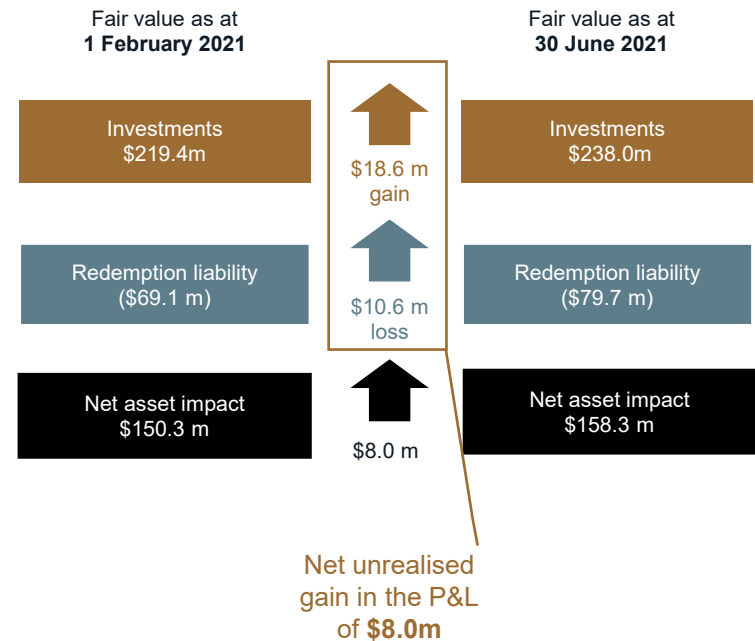 Fair value as at
1 February 2021
Fair value as at
30 June 2021
Investments
$219.4m
$18.6 m
gain
Investments
$238.0m
Redemption liability
($69.1 m)
$10.6 m
loss
Redemption liability
($79.7 m)
Net asset impact
$150.3 m
$8.0 m
Net asset impact
$158.3 m
Net unrealised
gain in the P&L
of $8.0m